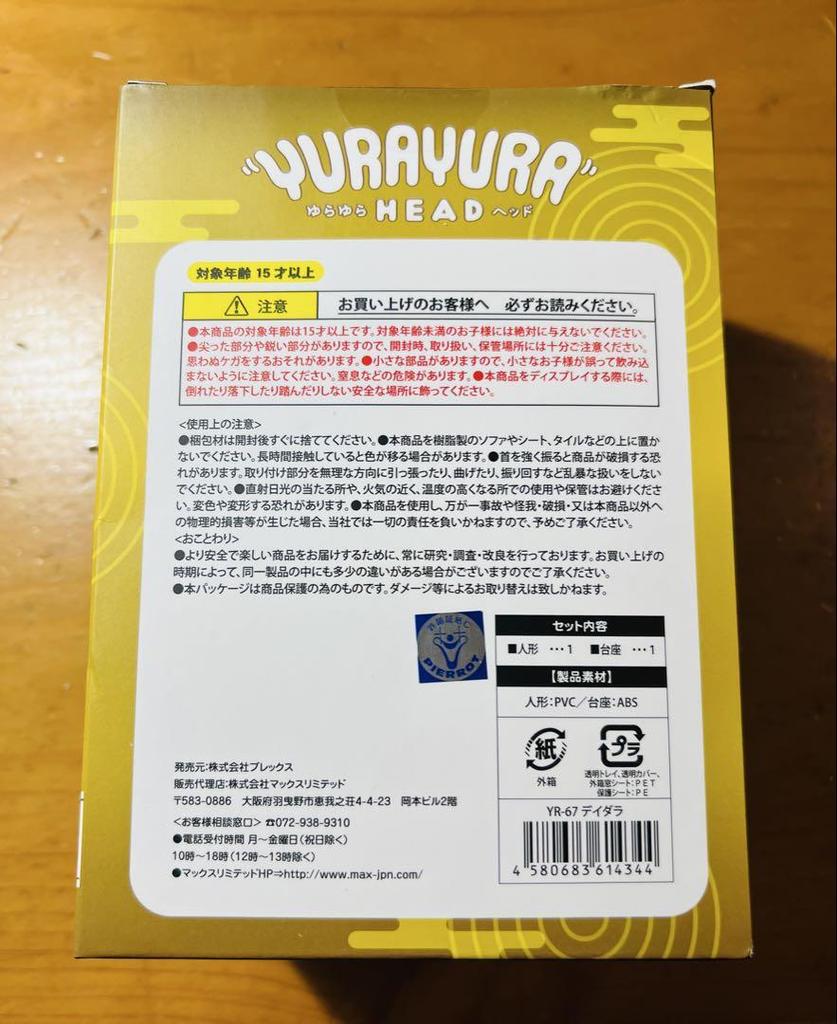 "YURAYURA"
ゆらゆら HEAD ヘッド
対象年齢 15 才以上
注意 お買い上げのお客様へ 必ずお読みください。
●本商品の対象年齢は15才以上です。対象年齢未満のお子様には絶対に与えないでください。
●尖った部分や鋭い部分がありますので、開封時、取り扱い、保管場所には十分ご注意ください。
思わぬケガをするおそれがあります。●小さな部品がありますので、小さなお子様が誤って飲み込
まないように注意してください。窒息などの危険があります。●本商品をディスプレイする際には、
倒れたり落下したり踏んだりしない安全な場所に飾ってください。
<使用上の注意>
●梱包材は開封後すぐに捨ててください。●本商品を樹脂製のソファやシート、タイルなどの上に置か
ないでください。長時間接触していると色が移る場合があります。●首を強く振ると商品が破損する恐
れがあります。取り付け部分を無理な方向に引っ張ったり、曲げたり、振り回すなど乱暴な扱いをしない
でください。●直射日光の当たる所や、火気の近く、温度の高くなる所での使用や保管はお避けくださ
い。変色や変形する恐れがあります。●本商品を使用し、万が一事故や怪我・破損・又は本商品以外へ
の物理的損害等が生じた場合、当社では一切の責任を負いかねますので、予めご了承ください。
<おことわり>
●より安全で楽しい商品をお届けするために、常に研究・調査・改良を行っております。お買い上げの
時期によって、同一製品の中にも多少の違いがある場合がございますのでご了承ください。
●本パッケージは商品保護の為のものです。ダメージ等によるお取り替えは致しかねます。
許諾証紙
PIERROT
セット内容
■人形 …1 ■台座 …1
【製品素材】
人形:PVC/台座:ABS
紙
外箱
プラ
透明トレイ、透明カバー、
外箱窓シート:PET
保護シート:PE
YR-67 デイダラ
4 580683 614344
発売元:株式会社プレックス
販売代理店:株式会社マックスリミテッド
〒583-0886 大阪府羽曳野市恵我之荘4-4-23 岡本ビル2階
<お客様相談窓口> ☎072-938-9310
●電話受付時間 月～金曜日(祝日除く)
10時～18時(12時～13時除く)
●マックスリミテッドHP⇒http://www.max-jpn.com/